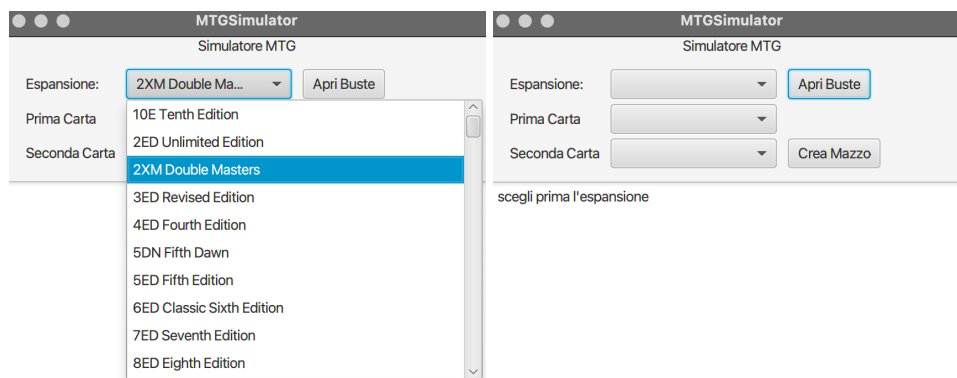 MTGSimulator
Simulatore MTG
Espansione: 2XM Double Ma... Apri Buste
Prima Carta
Seconda Carta
10E Tenth Edition
2ED Unlimited Edition
2XM Double Masters
3ED Revised Edition
4ED Fourth Edition
5DN Fifth Dawn
5ED Fifth Edition
6ED Classic Sixth Edition
7ED Seventh Edition
8ED Eighth Edition
MTGSimulator
Simulatore MTG
Espansione: Apri Buste
Prima Carta
Seconda Carta Crea Mazzo
scegli prima l'espansione